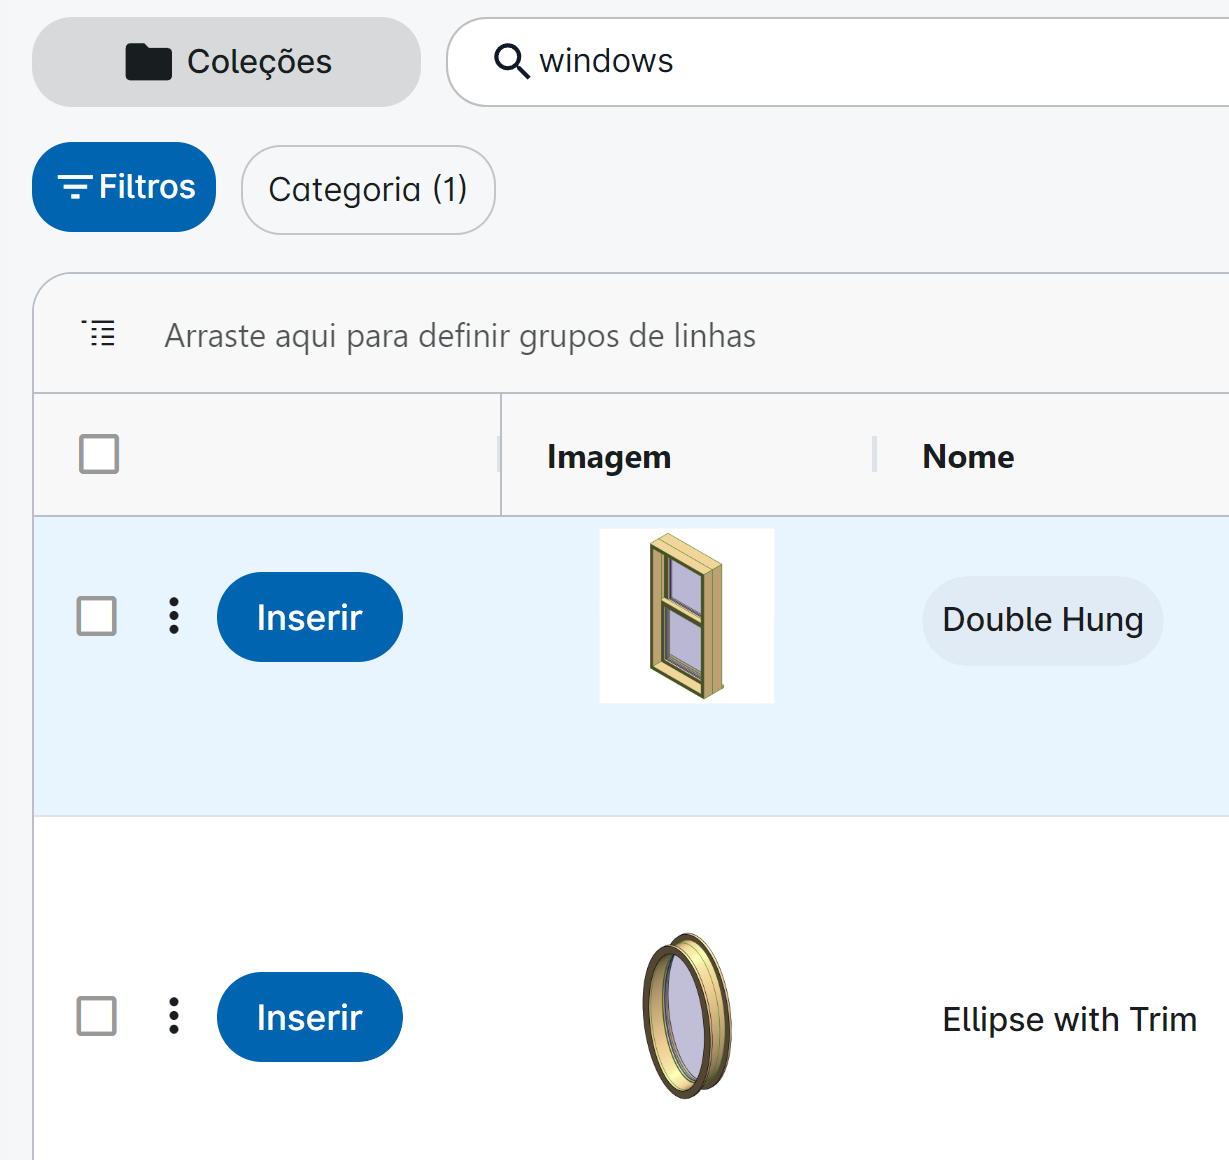 Coleções
windows
Filtros
Categoria (1)
Arraste aqui para definir grupos de linhas
Imagem
Nome
Inserir
Double Hung
Inserir
Ellipse with Trim